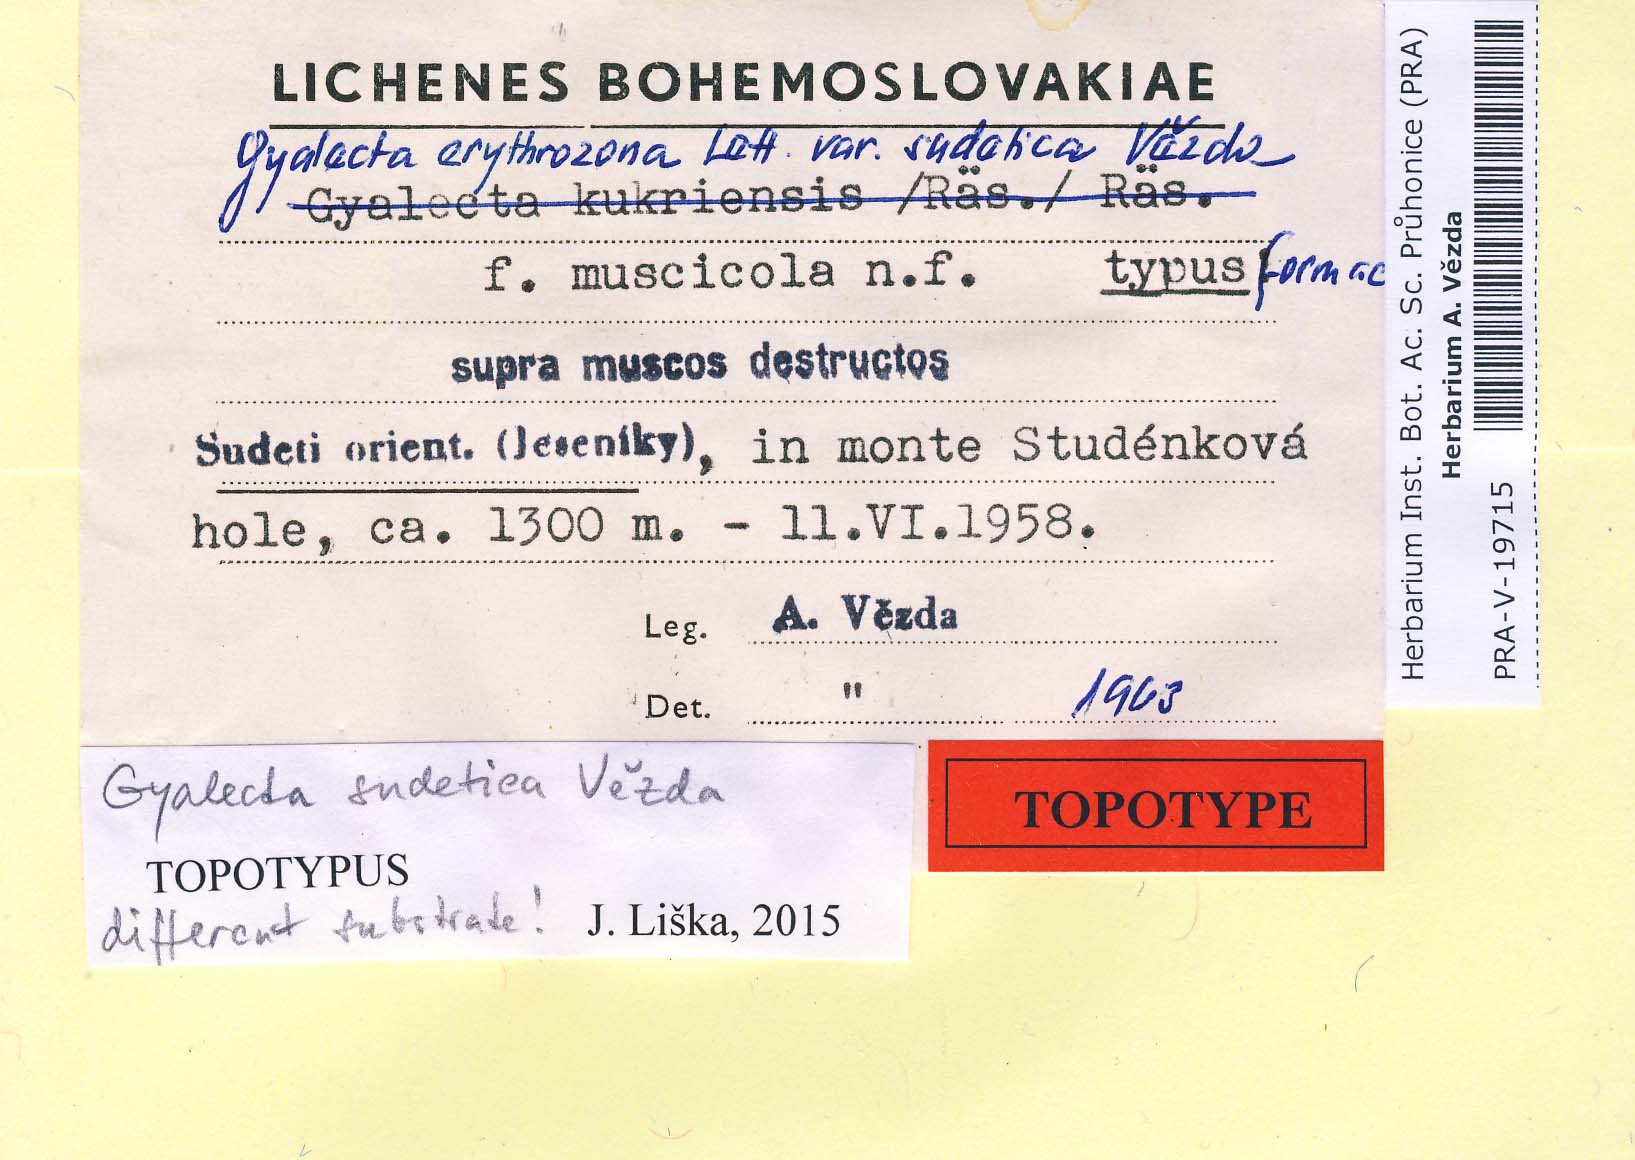 LICHENES BOHEMOSLOVAKIAE
Gyalecta erythrozona Lett. var. sudetica Vězda
Gyalecta kukriensis /Räs./ Räs.
f. muscicola n.f. typus formae
supra muscos destructos
Sudeti orient. (Jeseníky), in monte Studénková
hole, ca. 1300 m. - 11.VI.1958.
Leg. A. Vězda
Det. " 1963
Gyalecta sudetica Vězda
TOPOTYPUS
different substrate! J. Liška, 2015
TOPOTYPE
Herbarium Inst. Bot. Ac. Sc. Průhonice (PRA)
Herbarium A. Vězda
PRA-V-19715